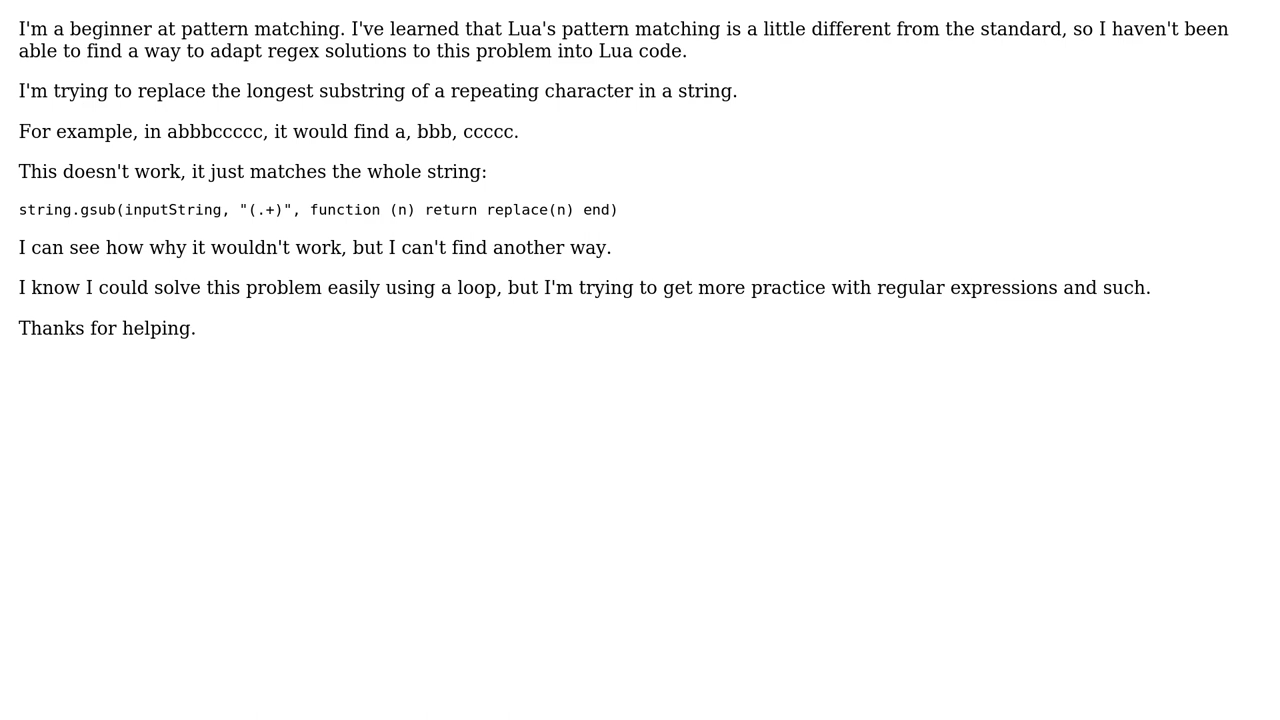 I'm a beginner at pattern matching. I've learned that Lua's pattern matching is a little different from the standard, so I haven't been
able to find a way to adapt regex solutions to this problem into Lua code.
I'm trying to replace the longest substring of a repeating character in a string.
For example, in abbbccccc, it would find a, bbb, ccccc.
This doesn't work, it just matches the whole string:
string.gsub(inputString, "(.+)", function (n) return replace(n) end)
I can see how why it wouldn't work, but I can't find another way.
I know I could solve this problem easily using a loop, but I'm trying to get more practice with regular expressions and such.
Thanks for helping.